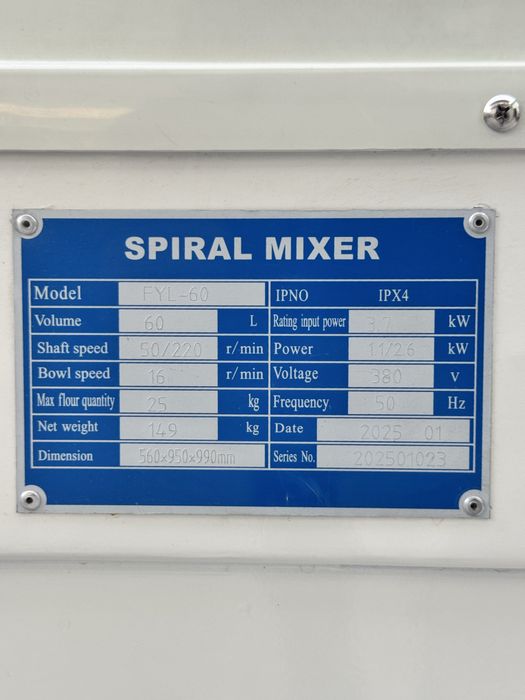 SPIRAL MIXER
Model FYL-60 IPNO IPX4
Volume 60 L Rating input power 3.7 kW
Shaft speed 50/220 r/min Power 1.1/2.6 kW
Bowl speed 16 r/min Voltage 380 V
Max flour quantity 25 kg Frequency 50 Hz
Net weight 149 kg Date 2025 01
Dimension 560×950×990mm Series No. 202501023